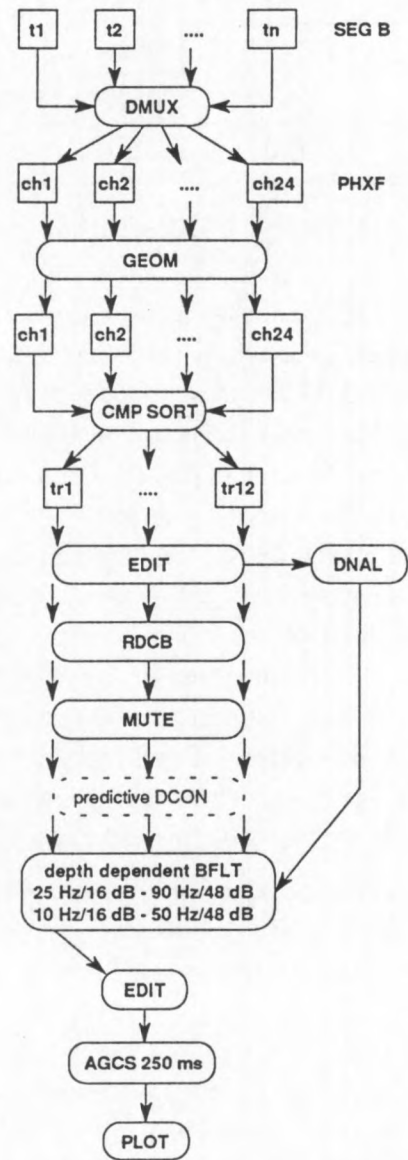 t1 t2 .... tn SEG B
DMUX
ch1 ch2 .... ch24 PHXF
GEOM
ch1 ch2 .... ch24
CMP SORT
tr1 .... tr12
EDIT DNAL
RDCB
MUTE
predictive DCON
depth dependent BFLT
25 Hz/16 dB - 90 Hz/48 dB
10 Hz/16 dB - 50 Hz/48 dB
EDIT
AGCS 250 ms
PLOT